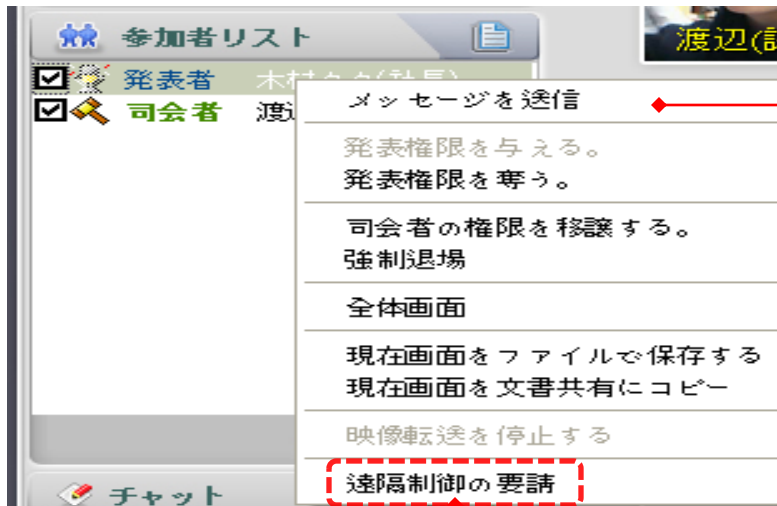 参加者リスト
渡辺(
発表者
司会者
メッセージを送信
発表権限を与える。
発表権限を奪う。
司会者の権限を移譲する。
強制退場
全体画面
現在画面をファイルで保存する
現在画面を文書共有にコピー
映像転送を停止する
遠隔制御の要請
チャット